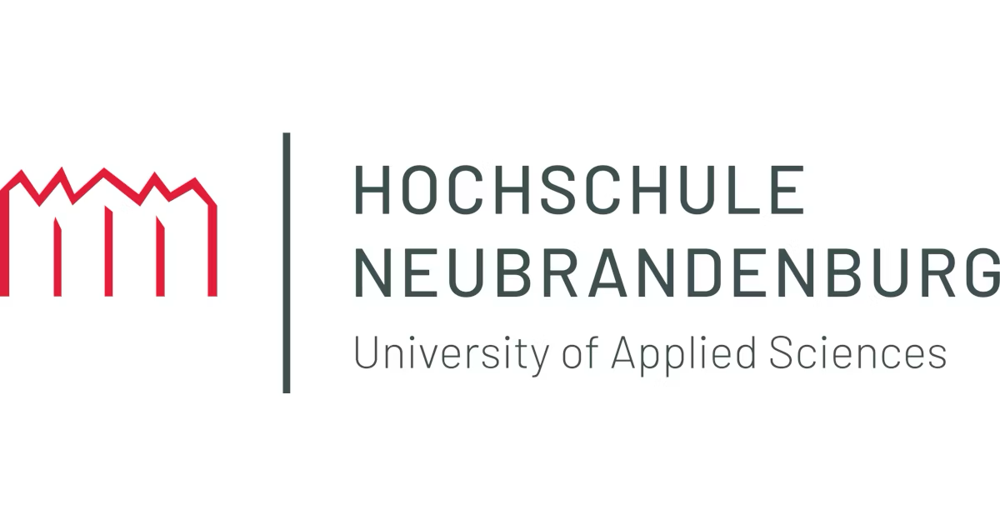 HOCHSCHULE
NEUBRANDENBURG
University of Applied Sciences